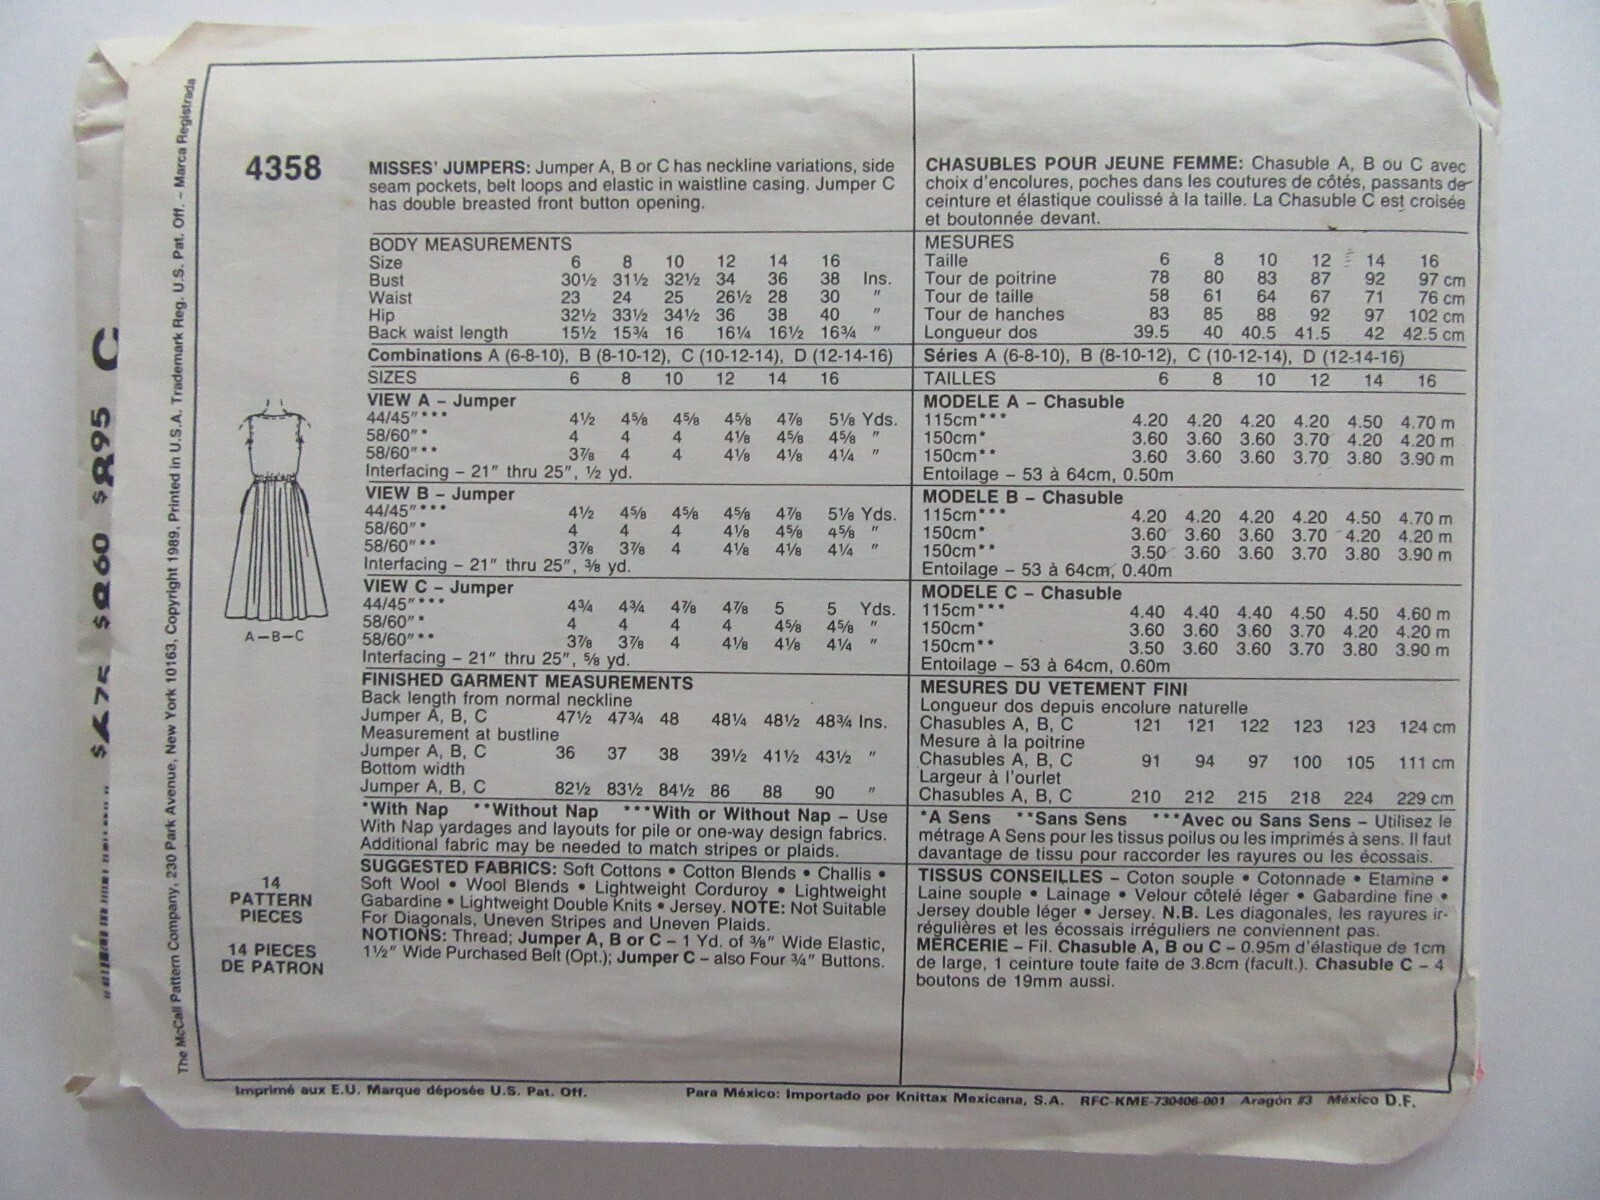 4358
MISSES' JUMPERS: Jumper A, B or C has neckline variations, side
seam pockets, belt loops and elastic in waistline casing. Jumper C
has double breasted front button opening.
BODY MEASUREMENTS
Size 6 8 10 12 14 16
Bust 30½ 31½ 32½ 34 36 38 Ins.
Waist 23 24 25 26½ 28 30 "
Hip 32½ 33½ 34½ 36 38 40 "
Back waist length 15½ 15¾ 16 16¼ 16½ 16¾ "
Combinations A (6-8-10), B (8-10-12), C (10-12-14), D (12-14-16)
SIZES 6 8 10 12 14 16
VIEW A – Jumper
44/45"*** 4½ 4⅝ 4⅝ 4⅝ 4⅞ 5⅛ Yds.
58/60"* 4 4 4 4⅛ 4⅝ 4⅝ "
58/60"** 3⅞ 4 4 4⅛ 4⅛ 4¼ "
Interfacing – 21" thru 25", ½ yd.
VIEW B – Jumper
44/45"*** 4½ 4⅝ 4⅝ 4⅝ 4⅞ 5⅛ Yds.
58/60"* 4 4 4 4⅛ 4⅝ 4⅝ "
58/60"** 3⅞ 3⅞ 4 4⅛ 4⅛ 4¼ "
Interfacing – 21" thru 25", ⅜ yd.
VIEW C – Jumper
44/45"*** 4¾ 4¾ 4⅞ 4⅞ 5 5 Yds.
58/60"* 4 4 4 4 4⅝ 4⅝ "
58/60"** 3⅞ 3⅞ 4 4⅛ 4⅛ 4¼ "
Interfacing – 21" thru 25", ⅝ yd.
FINISHED GARMENT MEASUREMENTS
Back length from normal neckline
Jumper A, B, C 47½ 47¾ 48 48¼ 48½ 48¾ Ins.
Measurement at bustline
Jumper A, B, C 36 37 38 39½ 41½ 43½ "
Bottom width
Jumper A, B, C 82½ 83½ 84½ 86 88 90 "
*With Nap **Without Nap ***With or Without Nap – Use
With Nap yardages and layouts for pile or one-way design fabrics.
Additional fabric may be needed to match stripes or plaids.
SUGGESTED FABRICS: Soft Cottons • Cotton Blends • Challis •
Soft Wool • Wool Blends • Lightweight Corduroy • Lightweight
Gabardine • Lightweight Double Knits • Jersey. NOTE: Not Suitable
For Diagonals, Uneven Stripes and Uneven Plaids.
NOTIONS: Thread; Jumper A, B or C – 1 Yd. of ⅜" Wide Elastic,
1½" Wide Purchased Belt (Opt.); Jumper C – also Four ¾" Buttons.
CHASUBLES POUR JEUNE FEMME: Chasuble A, B ou C avec
choix d'encolures, poches dans les coutures de côtés, passants de
ceinture et élastique coulissé à la taille. La Chasuble C est croisée
et boutonnée devant.
MESURES
Taille 6 8 10 12 14 16
Tour de poitrine 78 80 83 87 92 97 cm
Tour de taille 58 61 64 67 71 76 cm
Tour de hanches 83 85 88 92 97 102 cm
Longueur dos 39.5 40 40.5 41.5 42 42.5 cm
Séries A (6-8-10), B (8-10-12), C (10-12-14), D (12-14-16)
TAILLES 6 8 10 12 14 16
MODELE A – Chasuble
115cm*** 4.20 4.20 4.20 4.20 4.50 4.70 m
150cm* 3.60 3.60 3.60 3.70 4.20 4.20 m
150cm** 3.60 3.60 3.60 3.70 3.80 3.90 m
Entoilage – 53 à 64cm, 0.50m
MODELE B – Chasuble
115cm*** 4.20 4.20 4.20 4.20 4.50 4.70 m
150cm* 3.60 3.60 3.60 3.70 4.20 4.20 m
150cm** 3.50 3.60 3.60 3.70 3.80 3.90 m
Entoilage – 53 à 64cm, 0.40m
MODELE C – Chasuble
115cm*** 4.40 4.40 4.40 4.50 4.50 4.60 m
150cm* 3.60 3.60 3.60 3.70 4.20 4.20 m
150cm** 3.50 3.60 3.60 3.70 3.80 3.90 m
Entoilage – 53 à 64cm, 0.60m
MESURES DU VETEMENT FINI
Longueur dos depuis encolure naturelle
Chasubles A, B, C 121 121 122 123 123 124 cm
Mesure à la poitrine
Chasubles A, B, C 91 94 97 100 105 111 cm
Largeur à l'ourlet
Chasubles A, B, C 210 212 215 218 224 229 cm
*A Sens **Sans Sens ***Avec ou Sans Sens – Utilisez le
métrage A Sens pour les tissus poilus ou les imprimés à sens. Il faut
davantage de tissu pour raccorder les rayures ou les écossais.
TISSUS CONSEILLES – Coton souple • Cotonnade • Etamine •
Laine souple • Lainage • Velour côtelé léger • Gabardine fine •
Jersey double léger • Jersey. N.B. Les diagonales, les rayures ir-
régulières et les écossais irréguliers ne conviennent pas.
MERCERIE – Fil. Chasuble A, B ou C – 0.95m d'élastique de 1cm
de large, 1 ceinture toute faite de 3.8cm (facult.). Chasuble C – 4
boutons de 19mm aussi.
A–B–C
14
PATTERN
PIECES
14 PIECES
DE PATRON
The McCall Pattern Company, 230 Park Avenue, New York 10163, Copyright 1989, Printed in U.S.A. Trademark Reg. U.S. Pat. Off. – Marca Registrada
$675 $860 $895 C
Imprimé aux E.U. Marque déposée U.S. Pat. Off.
Para México: Importado por Knittax Mexicana, S.A. RFC-KME-730406-001 Aragón #3 México D.F.